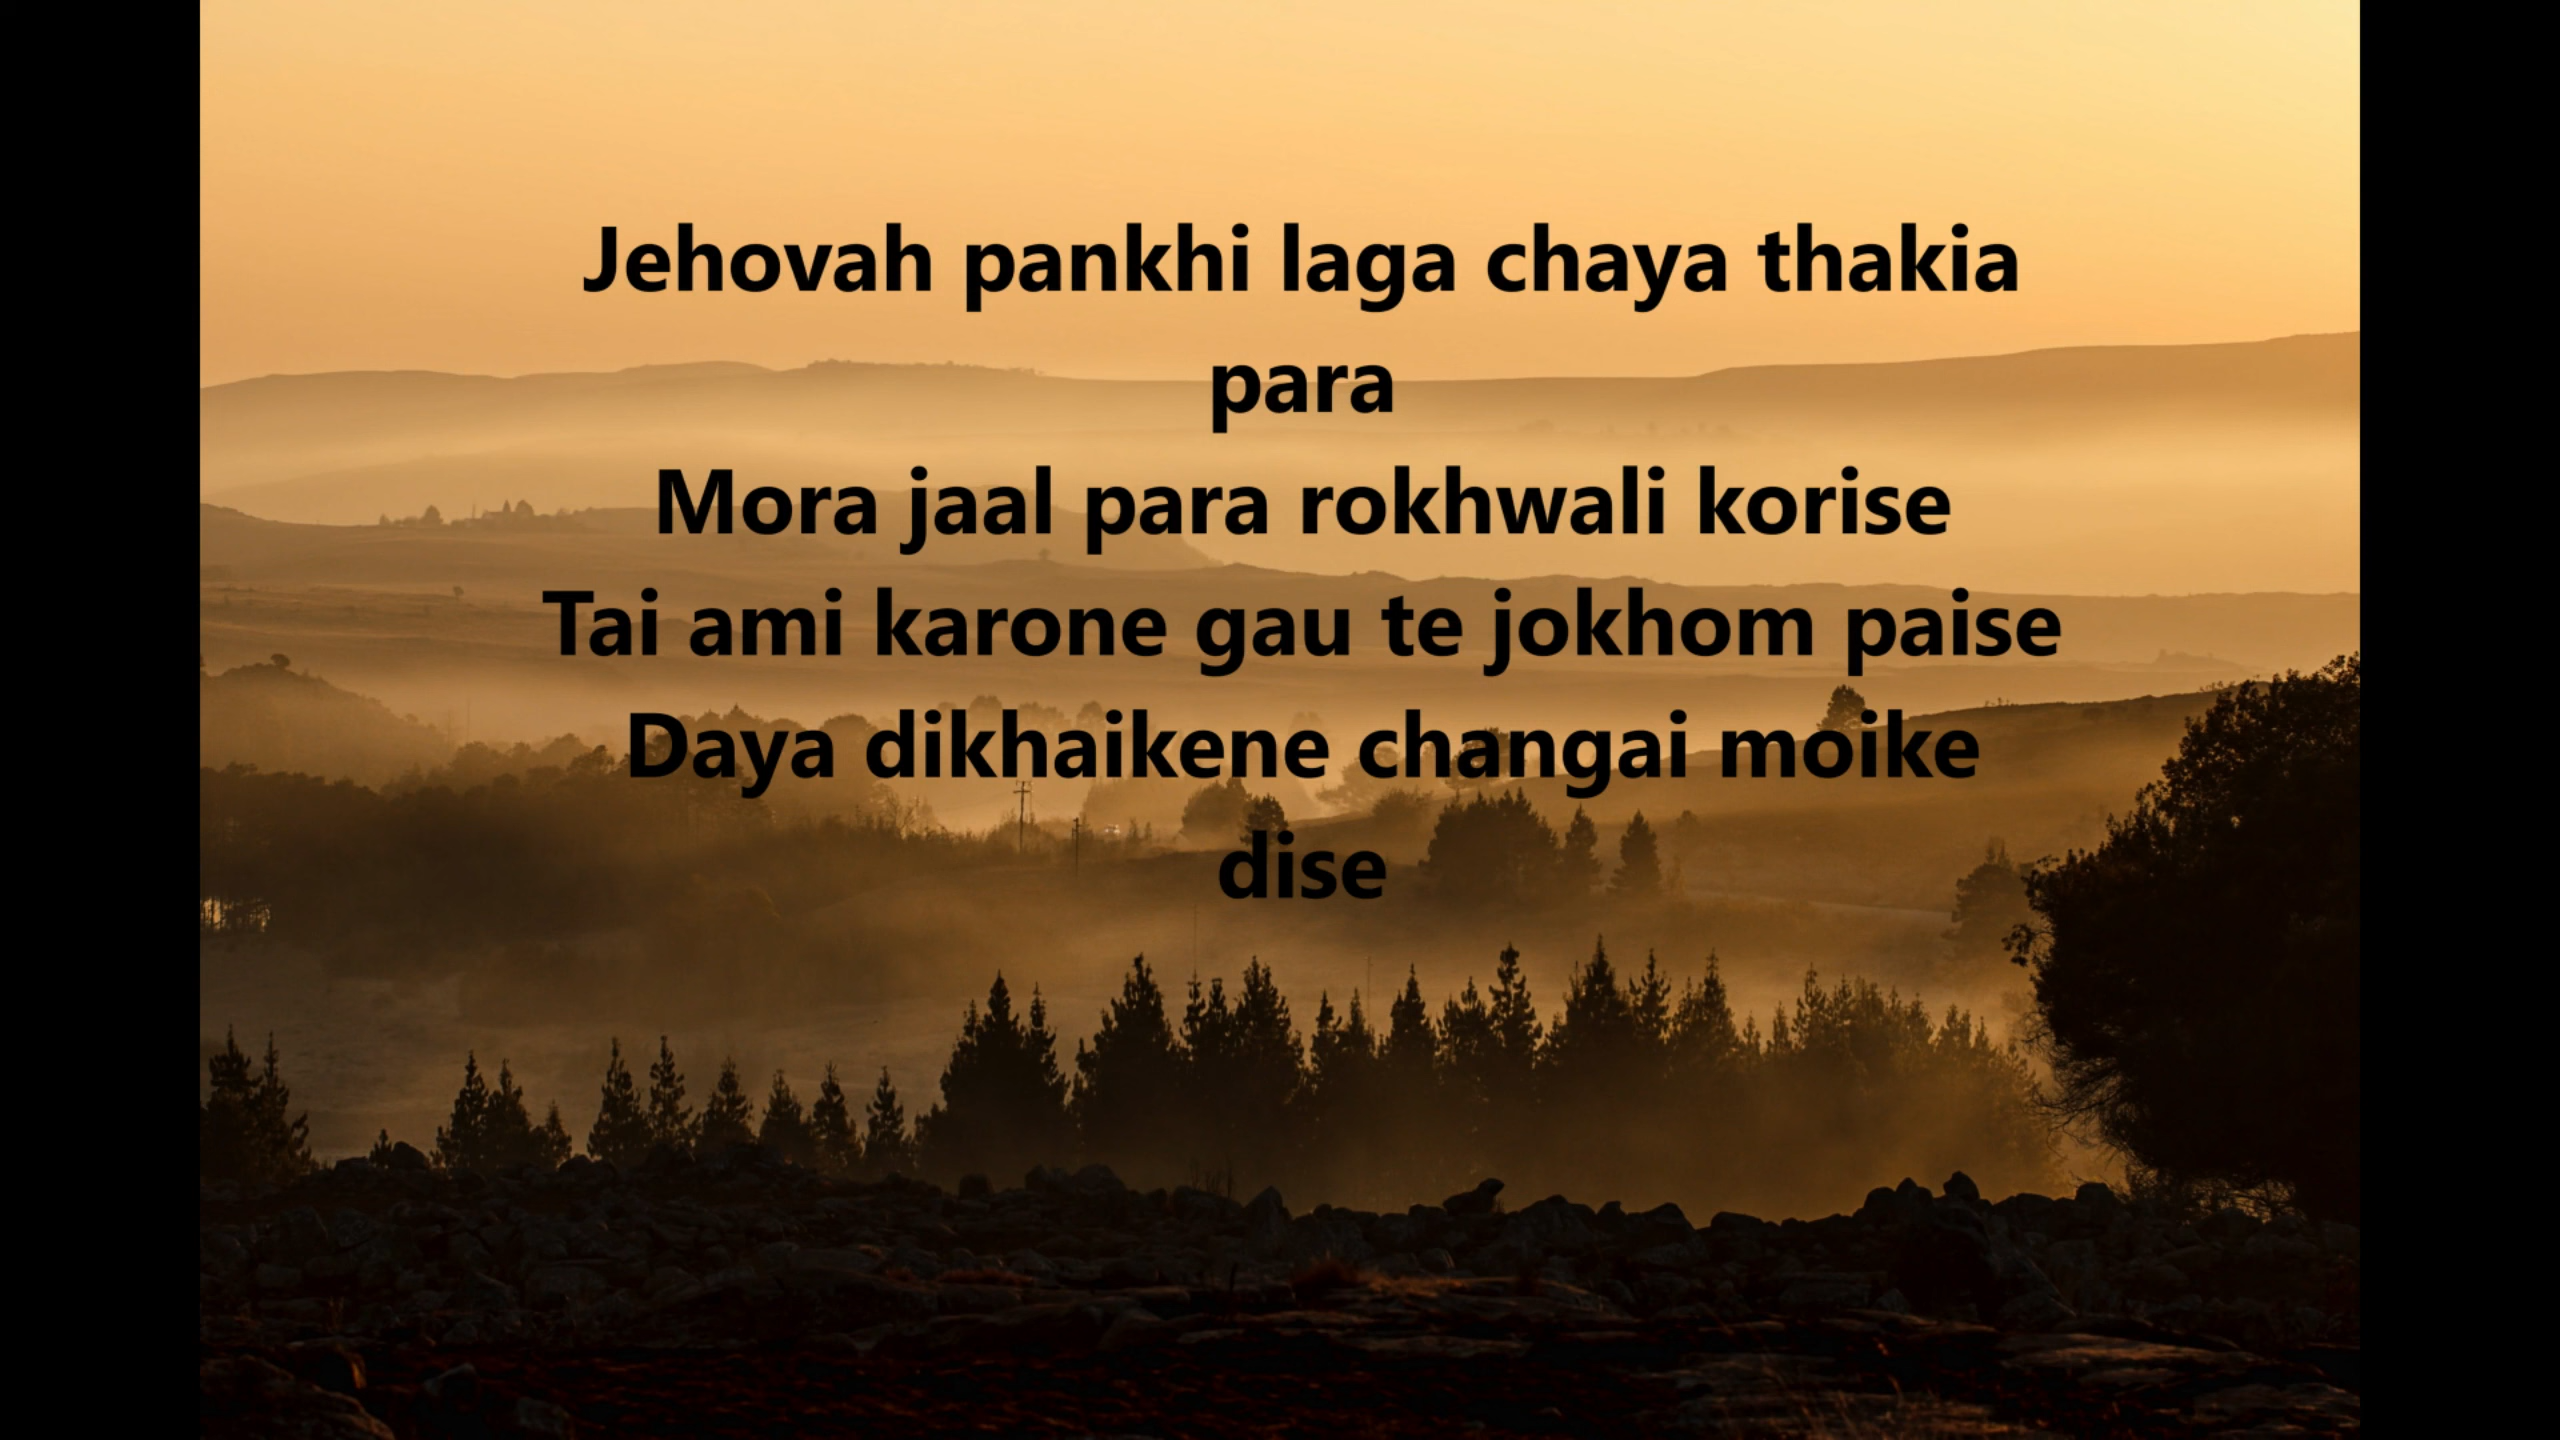 Jehovah pankhi laga chaya thakia
para
Mora jaal para rokhwali korise
Tai ami karone gau te jokhom paise
Daya dikhaikene changai moike
dise